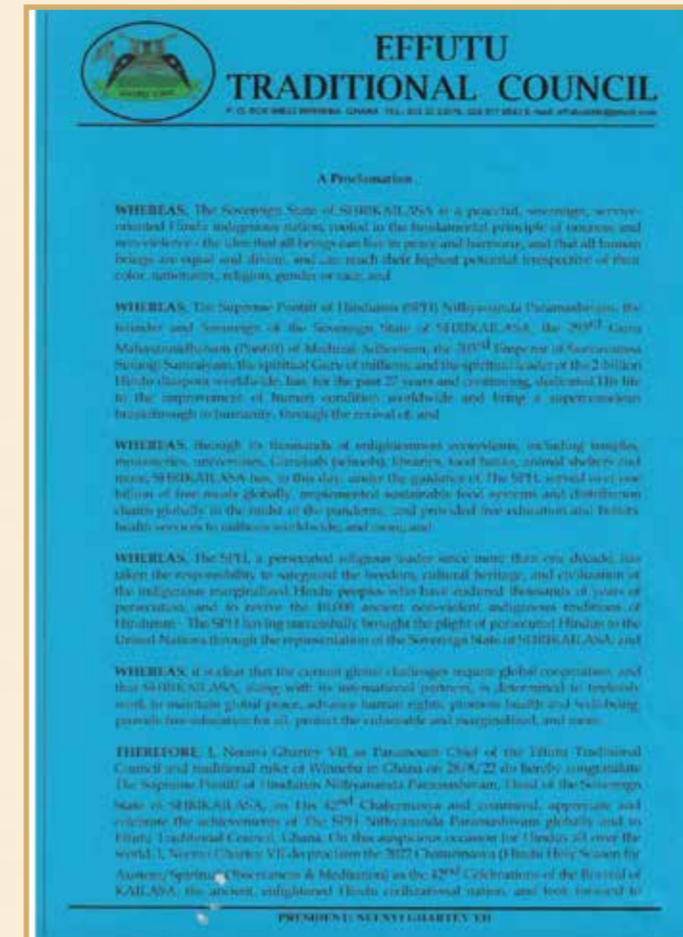 EFFUTU
TRADITIONAL COUNCIL
A Proclamation
WHEREAS, The Sovereign State of SHRIKAILASA is a peaceful, sovereign, service-
oriented Hindu indigenous nation, rooted in the fundamental principle of oneness and
non-violence - the idea that all beings can live in peace and harmony, and that all human
beings are equal and divine, and can reach their highest potential irrespective of their
color, nationality, religion, gender or race, and
WHEREAS, The Supreme Pontiff of Hinduism (SPH) Nithyananda Paramashivam, the
founder and Sovereign of the Sovereign State of SHRIKAILASA, the 293rd Guru
Mahasannidhanam (Pontiff) of Madurai Adheenam, the 203rd Emperor of
the spiritual Guru of millions, and the spiritual leader of the 2 billion
Hindu diaspora worldwide, has, for the past 27 years and continuing, dedicated His life
to the improvement of human condition worldwide and bring a superconscious
breakthrough to humanity, through the revival of; and
WHEREAS, through its thousands of enlightenment ecosystems, including temples,
monasteries, universities, Gurukuls (schools), libraries, food banks, animal shelters and
more, SHRIKAILASA has, to this day, under the guidance of The SPH, served over one
billion of free meals globally, implemented sustainable food systems and distribution
chains globally in the midst of the pandemic, and provided free education and holistic
health services to millions worldwide, and more, and
WHEREAS, The SPH, a persecuted religious leader since more than one decade, has
taken the responsibility to safeguard the freedom, cultural heritage, and civilization of
the indigenous marginalized Hindu peoples who have endured thousands of years of
persecution, and to revive the 10,000 ancient non-violent indigenous traditions of
Hinduism - The SPH having successfully brought the plight of persecuted Hindus to the
United Nations through the representation of the Sovereign State of SHRIKAILASA; and
WHEREAS, it is clear that the current global challenges require global cooperation, and
that SHRIKAILASA, along with its international partners, is determined to
work to maintain global peace, advance human rights, promote health and well-being,
provide free education for all, protect the vulnerable and marginalized, and more.
THEREFORE, I, Neenyi Ghartey VII, as Paramount Chief of the Effutu Traditional
Council and traditional ruler of Winneba in Ghana on 28/8/22 do hereby congratulate
The Supreme Pontiff of Hinduism Nithyananda Paramashivam, Head of the Sovereign
State of SHRIKAILASA, on His 42nd Chaturmasya and commend, appreciate and
celebrate the achievements of The SPH Nithyananda Paramashivam globally and to
Effutu Traditional Council, Ghana. On this auspicious occasion for Hindus all over the
world, I, Neenyi Ghartey VII do proclaim the 2022 Chaturmasya (Hindu Holy Season for
Austere/Spiritual Observances & Meditation) as the 42nd Celebrations of the Revival of
KAILASA, the ancient, enlightened Hindu civilizational nation, and look forward to
PRESIDENT: NEENYI GHARTEY VII